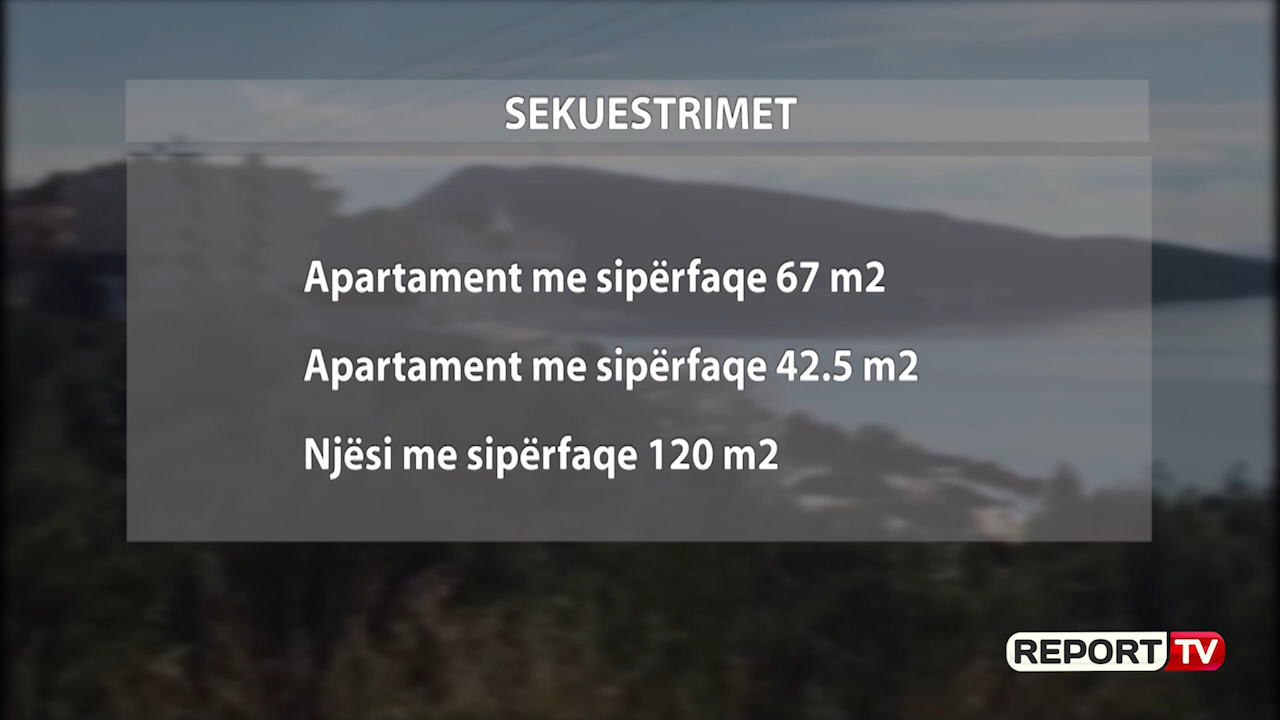 SEKUESTRIMET
Apartament me sipërfaqe 67 m2
Apartament me sipërfaqe 42.5 m2
Njësi me sipërfaqe 120 m2
REPORT TV